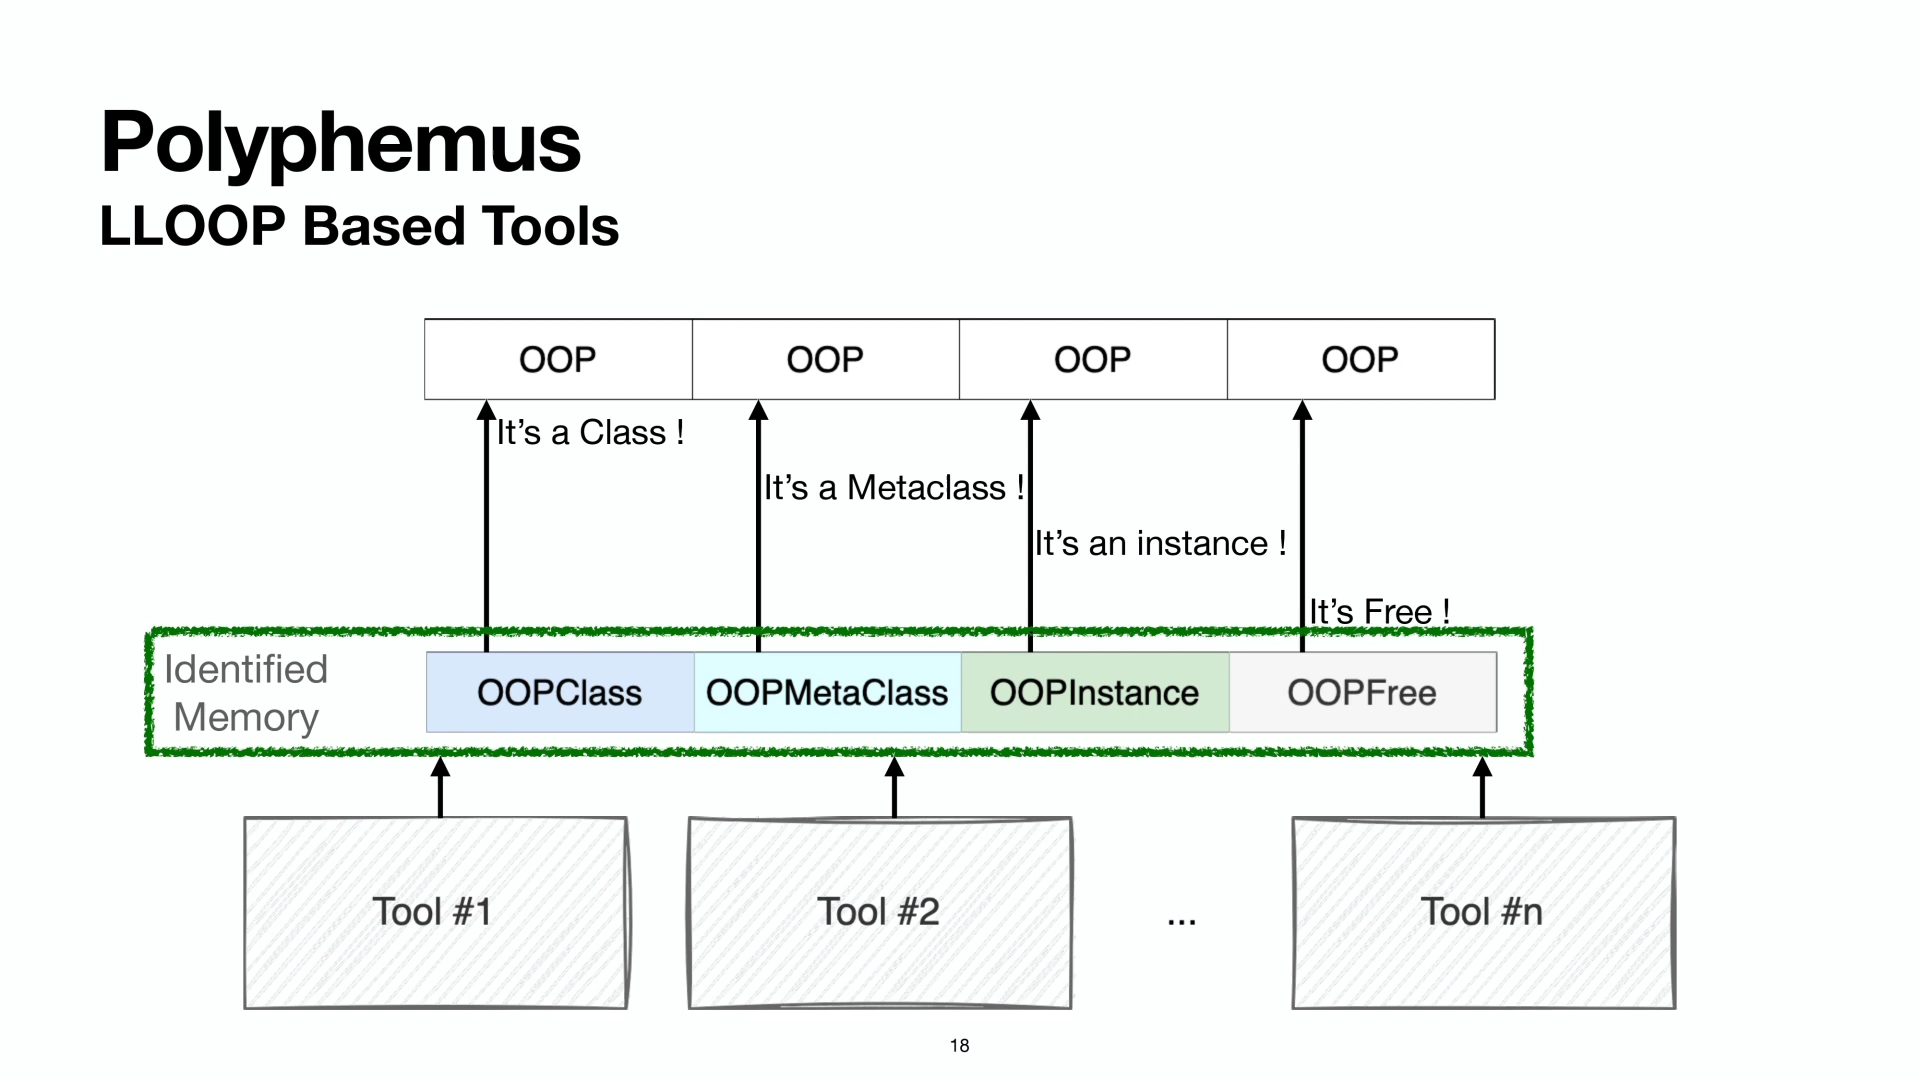 Polyphemus
LLOOP Based Tools
OOP OOP OOP OOP
It’s a Class !
It’s a Metaclass !
It’s an instance !
It’s Free !
Identified
Memory
OOPClass OOPMetaClass OOPInstance OOPFree
Tool #1 Tool #2 ... Tool #n
18